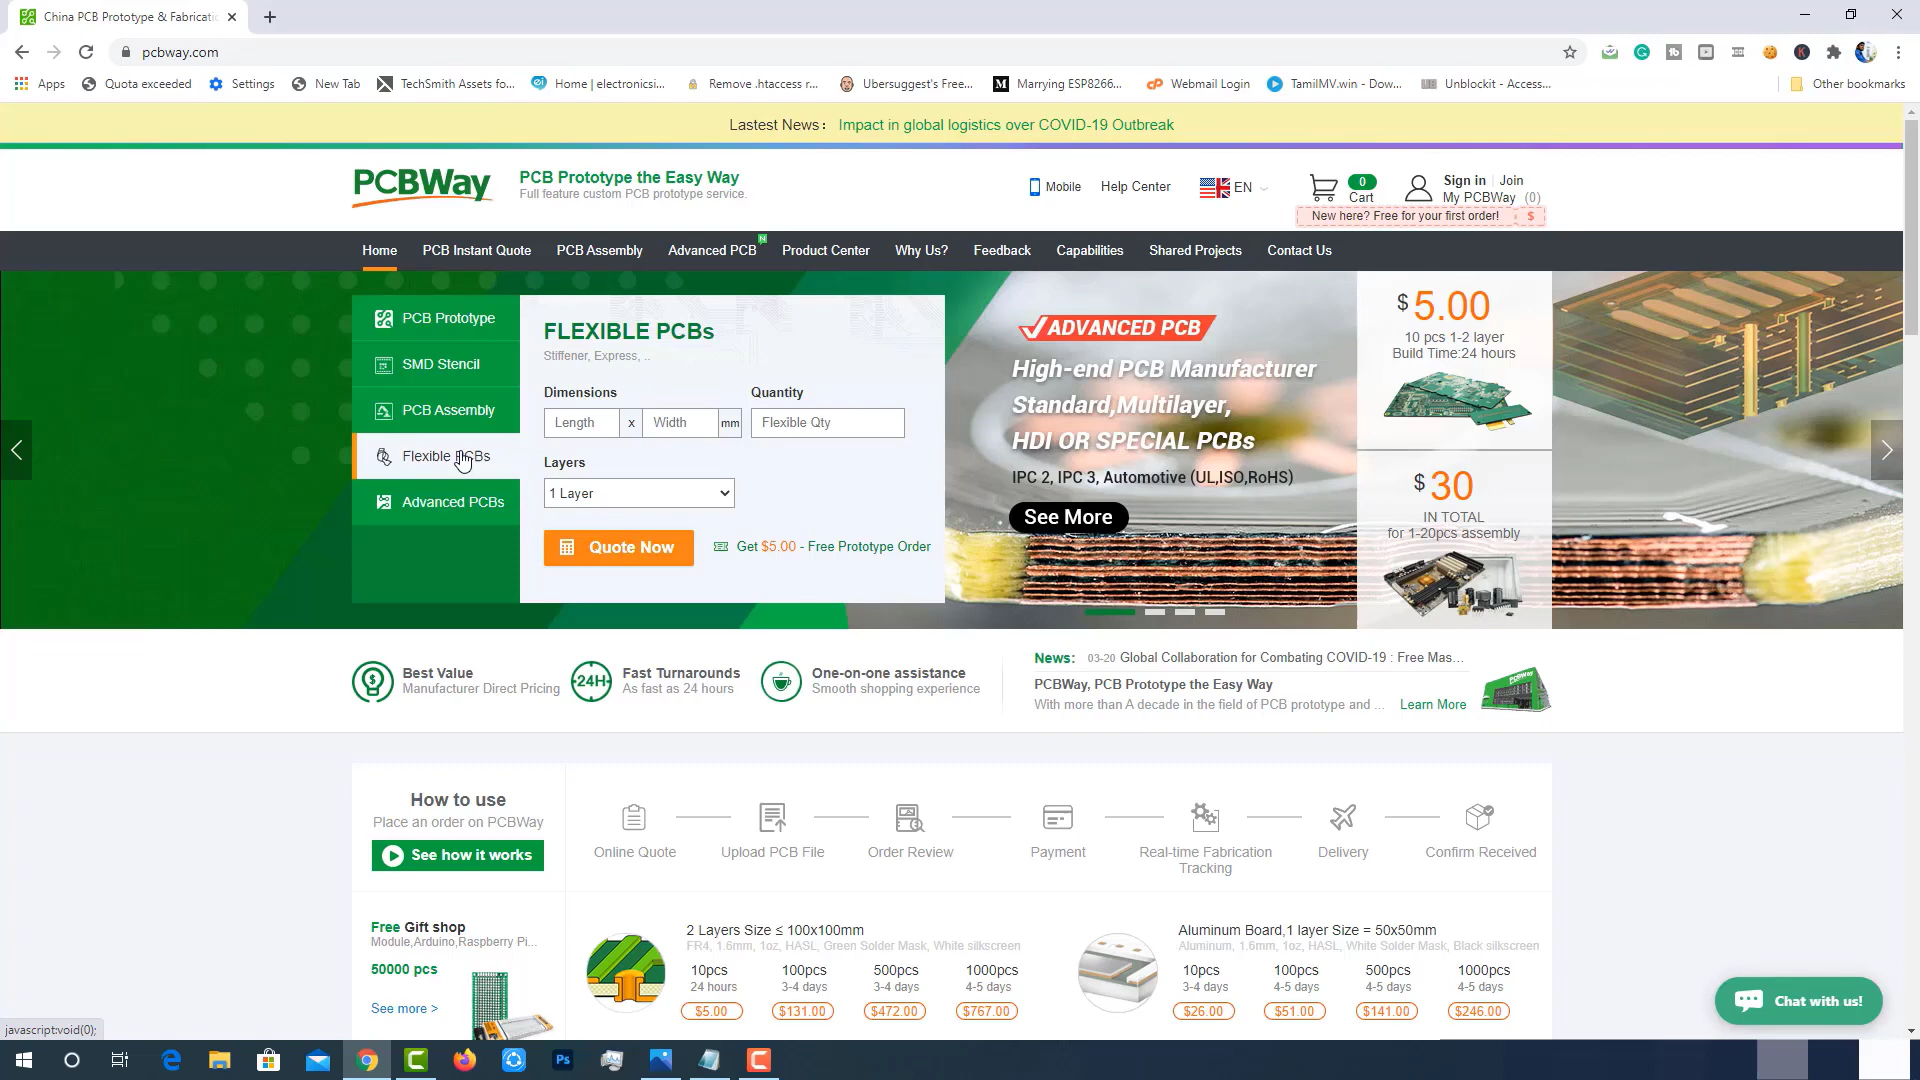 China PCB Prototype & Fabricatio
pcbway.com
Apps
Quota exceeded
Settings
New Tab
TechSmith Assets fo...
Home | electronicsi...
Remove .htaccess r...
Ubersuggest's Free...
Marrying ESP8266...
Webmail Login
TamilMV.win - Dow...
Unblockit - Access...
Other bookmarks
Lastest News： Impact in global logistics over COVID-19 Outbreak
PCBWay
PCB Prototype the Easy Way
Full feature custom PCB prototype service.
Mobile
Help Center
EN
0
Cart
Sign in
Join
My PCBWay (0)
New here? Free for your first order! $
Home
PCB Instant Quote
PCB Assembly
Advanced PCB
N
Product Center
Why Us?
Feedback
Capabilities
Shared Projects
Contact Us
PCB Prototype
SMD Stencil
PCB Assembly
Flexible PCBs
Advanced PCBs
FLEXIBLE PCBs
Stiffener, Express, ..
Dimensions
Quantity
Length x Width mm
Flexible Qty
Layers
1 Layer
Quote Now
Get $5.00 - Free Prototype Order
ADVANCED PCB
High-end PCB Manufacturer
Standard,Multilayer,
HDI OR SPECIAL PCBs
IPC 2, IPC 3, Automotive (UL,ISO,RoHS)
See More
$ 5.00
10 pcs 1-2 layer
Build Time:24 hours
$ 30
IN TOTAL
for 1-20pcs assembly
Best Value
Manufacturer Direct Pricing
24H
Fast Turnarounds
As fast as 24 hours
One-on-one assistance
Smooth shopping experience
News: 03-20 Global Collaboration for Combating COVID-19 : Free Mas...
PCBWay, PCB Prototype the Easy Way
With more than A decade in the field of PCB prototype and ... Learn More
How to use
Place an order on PCBWay
See how it works
Online Quote
Upload PCB File
Order Review
Payment
Real-time Fabrication
Tracking
Delivery
Confirm Received
Free Gift shop
Module,Arduino,Raspberry Pi...
50000 pcs
See more >
2 Layers Size ≤ 100x100mm
FR4, 1.6mm, 1oz, HASL, Green Solder Mask, White silkscreen
10pcs 100pcs 500pcs 1000pcs
24 hours 3-4 days 3-4 days 4-5 days
$5.00 $131.00 $472.00 $767.00
Aluminum Board,1 layer Size = 50x50mm
Aluminum, 1.6mm, 1oz, HASL, White Solder Mask, Black silkscreen
10pcs 100pcs 500pcs 1000pcs
3-4 days 4-5 days 4-5 days 4-5 days
$26.00 $51.00 $141.00 $246.00
Chat with us!
javascript:void(0);